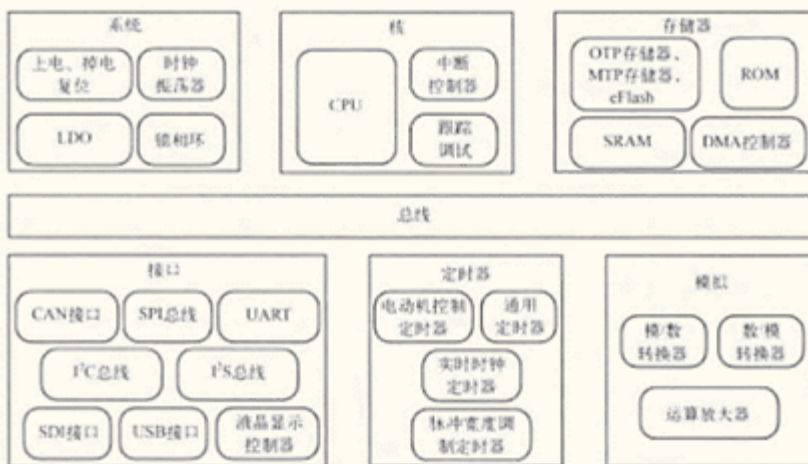 系统
上电、掉电
复位
时钟
振荡器
LDO
锁相环
核
CPU
中断
控制器
跟踪
调试
存储器
OTP存储器、
MTP存储器、
eFlash
ROM
SRAM
DMA控制器
总线
接口
CAN接口
SPI总线
UART
I²C总线
I²S总线
SDI接口
USB接口
液晶显示
控制器
定时器
电动机控制
定时器
通用
定时器
实时时钟
定时器
脉冲宽度调
制定时器
模拟
模/数
转换器
数/模
转换器
运算放大器